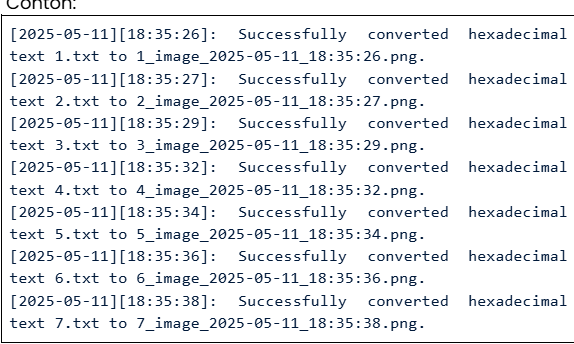 Conton:
[2025-05-11][18:35:26]: Successfully converted hexadecimal
text 1.txt to 1_image_2025-05-11_18:35:26.png.
[2025-05-11][18:35:27]: Successfully converted hexadecimal
text 2.txt to 2_image_2025-05-11_18:35:27.png.
[2025-05-11][18:35:29]: Successfully converted hexadecimal
text 3.txt to 3_image_2025-05-11_18:35:29.png.
[2025-05-11][18:35:32]: Successfully converted hexadecimal
text 4.txt to 4_image_2025-05-11_18:35:32.png.
[2025-05-11][18:35:34]: Successfully converted hexadecimal
text 5.txt to 5_image_2025-05-11_18:35:34.png.
[2025-05-11][18:35:36]: Successfully converted hexadecimal
text 6.txt to 6_image_2025-05-11_18:35:36.png.
[2025-05-11][18:35:38]: Successfully converted hexadecimal
text 7.txt to 7_image_2025-05-11_18:35:38.png.